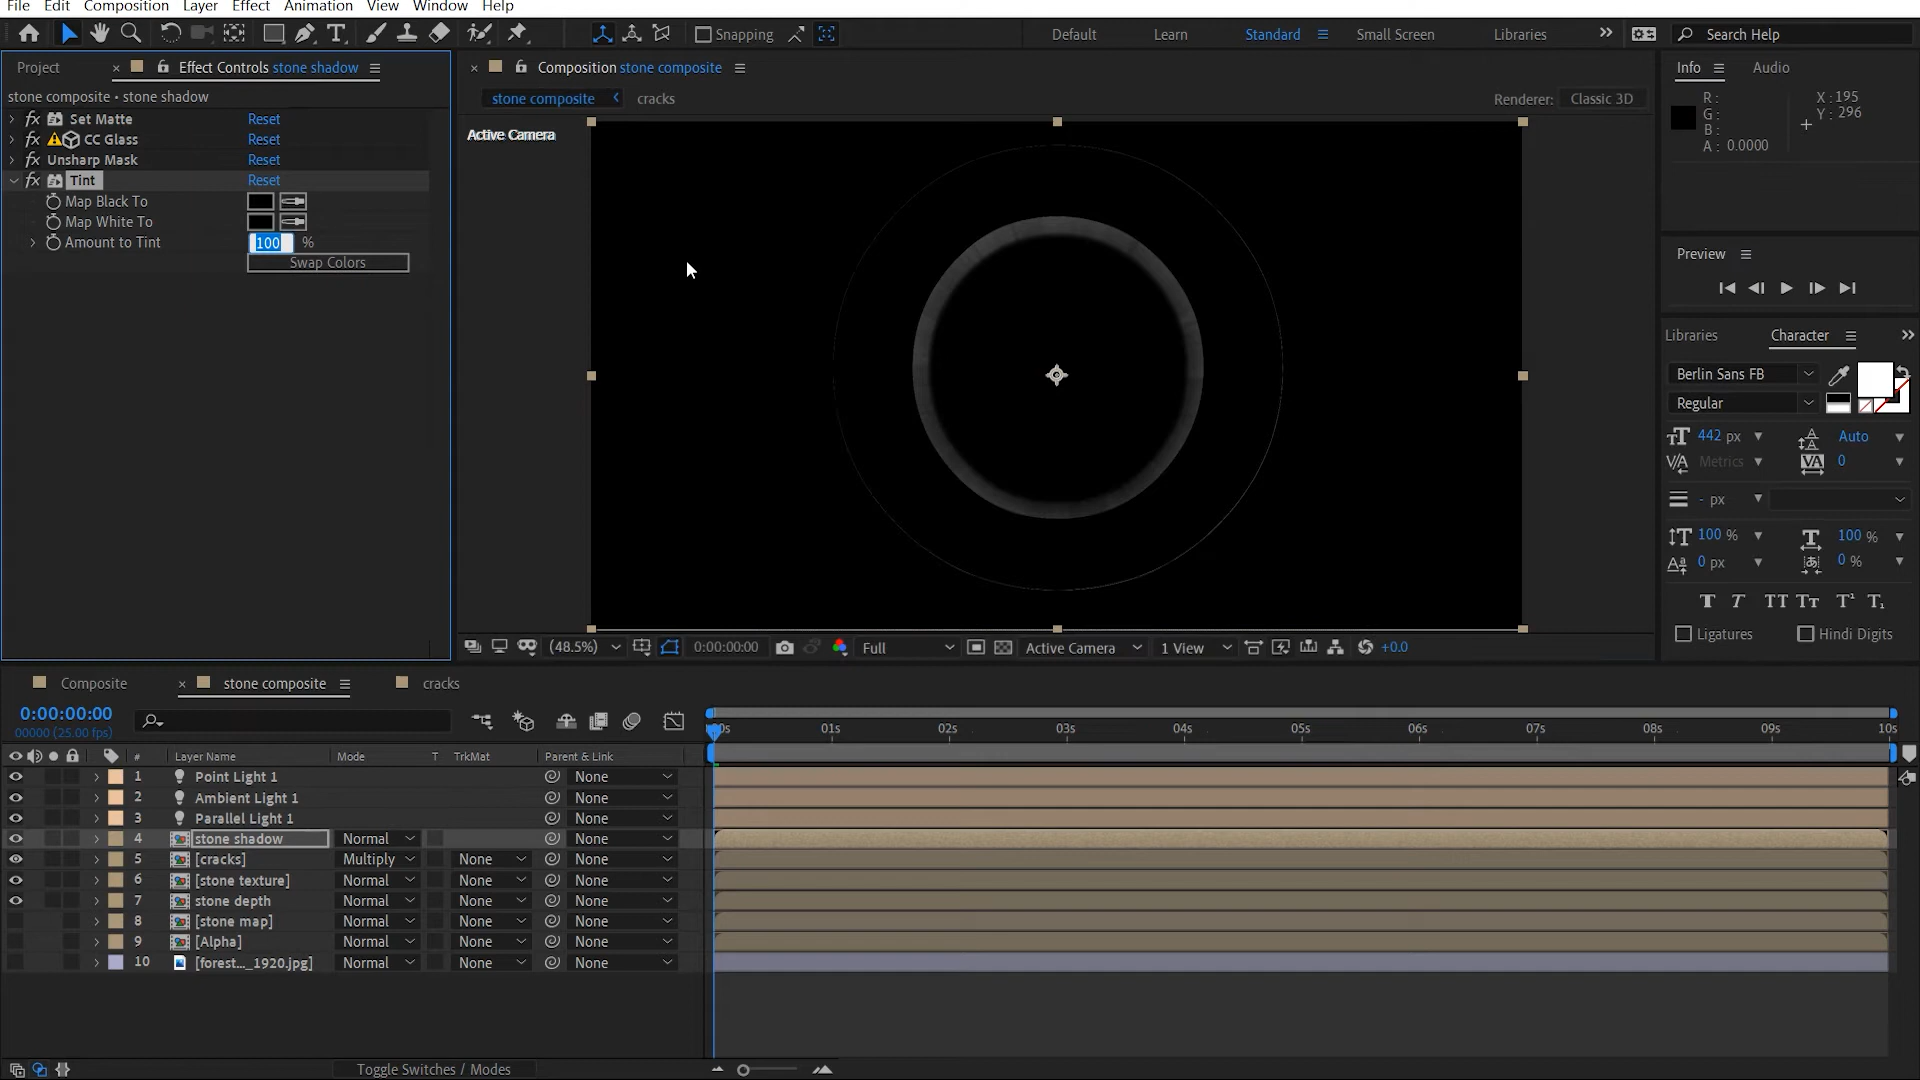 File Edit Composition Layer Effect Animation View Window Help
Snapping
Default Learn Standard Small Screen Libraries
Search Help
Project Effect Controls stone shadow
stone composite • stone shadow
fx Set Matte Reset
fx CC Glass Reset
fx Unsharp Mask Reset
fx Tint Reset
Map Black To
Map White To
Amount to Tint 100 %
Swap Colors
Composition stone composite
stone composite cracks
Renderer: Classic 3D
Active Camera
(48.5%) 0:00:00:00 Full Active Camera 1 View +0.0
Info Audio
R: X: 195
G: Y: 296
B:
A: 0.0000
Preview
Libraries Character
Berlin Sans FB
Regular
442 px Auto
Metrics 0
- px
100 % 100 %
0 px 0 %
T T TT Tt T¹ T₁
Ligatures Hindi Digits
Composite stone composite cracks
0:00:00:00
00000 (25.00 fps)
# Layer Name Mode T TrkMat Parent & Link
01s 02s 03s 04s 05s 06s 07s 08s 09s 10s
1 Point Light 1 None
2 Ambient Light 1 None
3 Parallel Light 1 None
4 stone shadow Normal None
5 [cracks] Multiply None None
6 [stone texture] Normal None None
7 stone depth Normal None None
8 [stone map] Normal None None
9 [Alpha] Normal None None
10 [forest..._1920.jpg] Normal None None
Toggle Switches / Modes